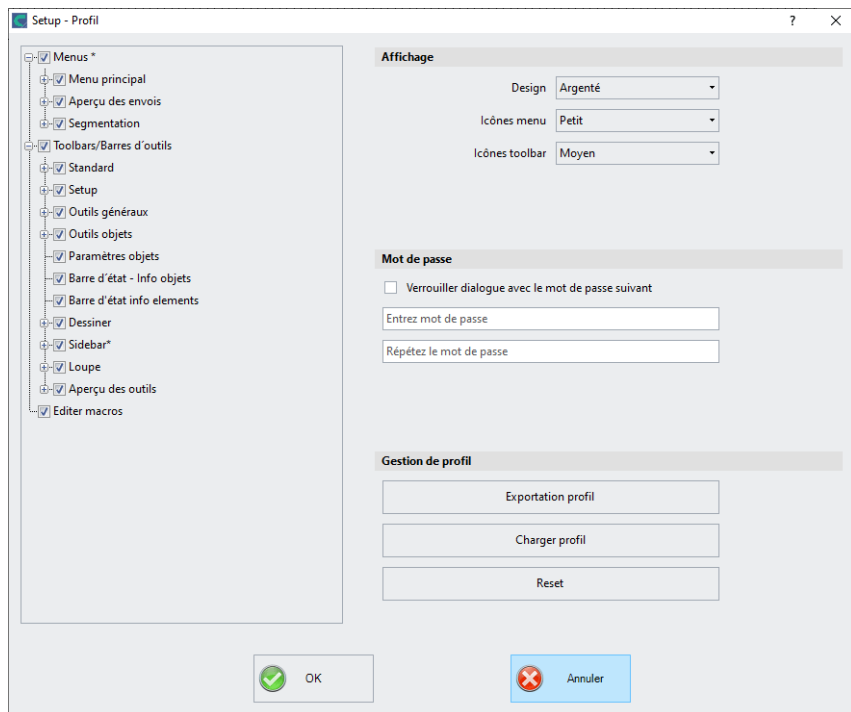 Setup - Profil
?
Menus *
Menu principal
Aperçu des envois
Segmentation
Toolbars/Barres d´outils
Standard
Setup
Outils généraux
Outils objets
Paramètres objets
Barre d´état - Info objets
Barre d'état info elements
Dessiner
Sidebar*
Loupe
Aperçu des outils
Editer macros
Affichage
Design Argenté
Icônes menu Petit
Icônes toolbar Moyen
Mot de passe
Verrouiller dialogue avec le mot de passe suivant
Entrez mot de passe
Répétez le mot de passe
Gestion de profil
Exportation profil
Charger profil
Reset
OK
Annuler